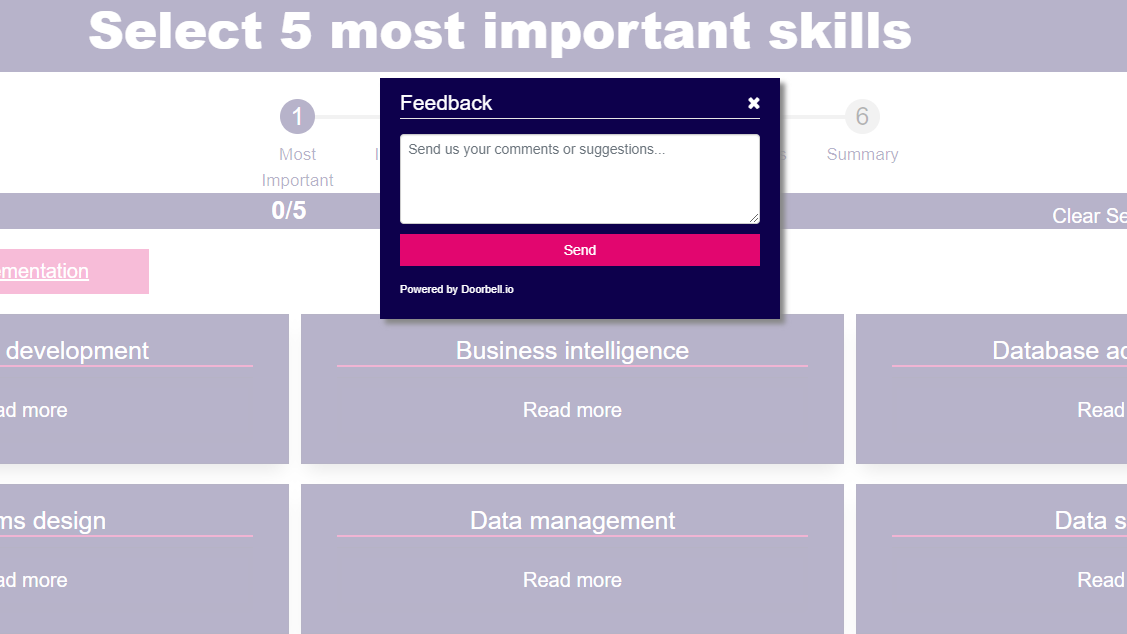 Select 5 most important skills
Feedback
✖
1
6
Most
Important
Summary
Send us your comments or suggestions...
0/5
Clear Se
Send
ementation
Powered by Doorbell.io
development
Business intelligence
Database ad
ad more
Read more
Read
ms design
Data management
Data s
ad more
Read more
Read